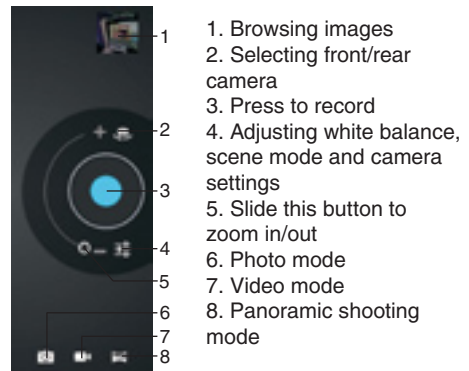 1
2
3
4
5
6
7
8
1. Browsing images
2. Selecting front/rear
camera
3. Press to record
4. Adjusting white balance,
scene mode and camera
settings
5. Slide this button to
zoom in/out
6. Photo mode
7. Video mode
8. Panoramic shooting
mode